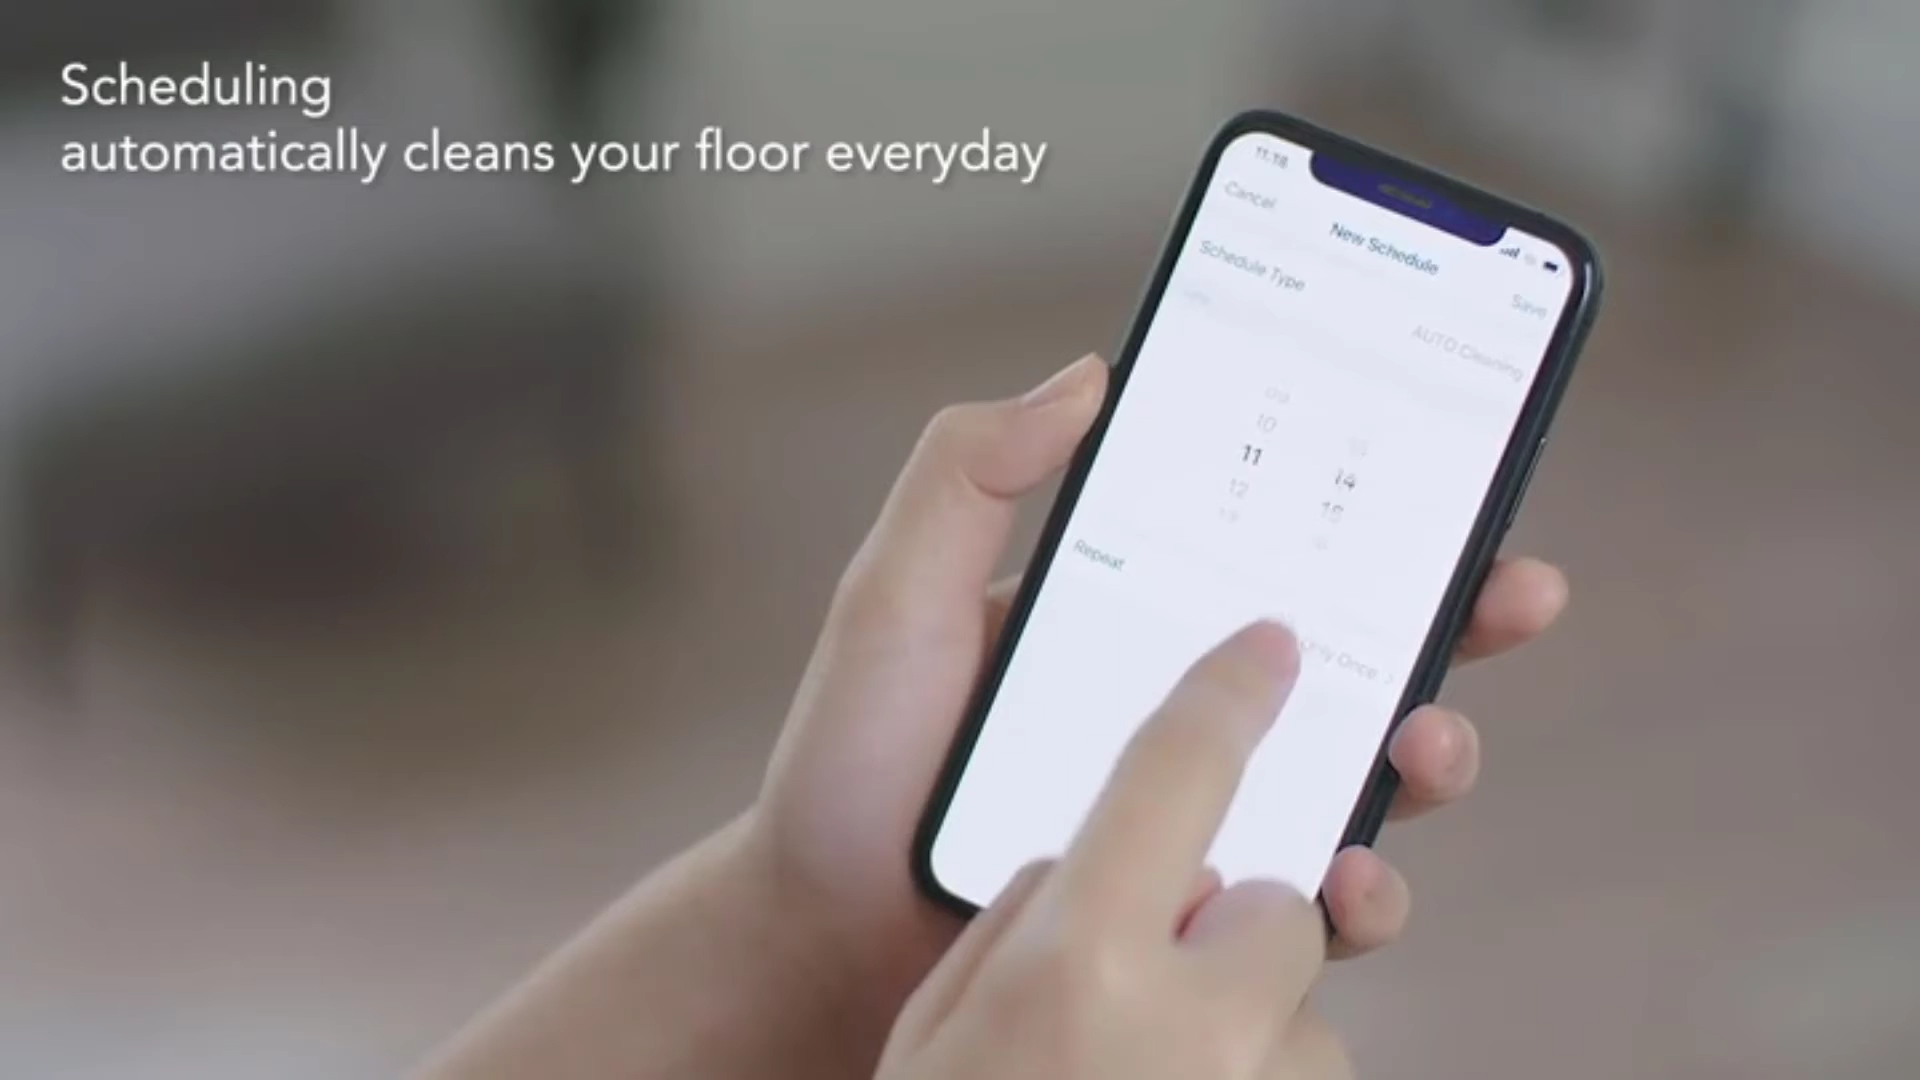 Scheduling
automatically cleans your floor everyday
11:18
Cancel
New Schedule
Save
Schedule Type
AUTO Cleaning
09
10
11
12
14
15
Repeat
Only Once